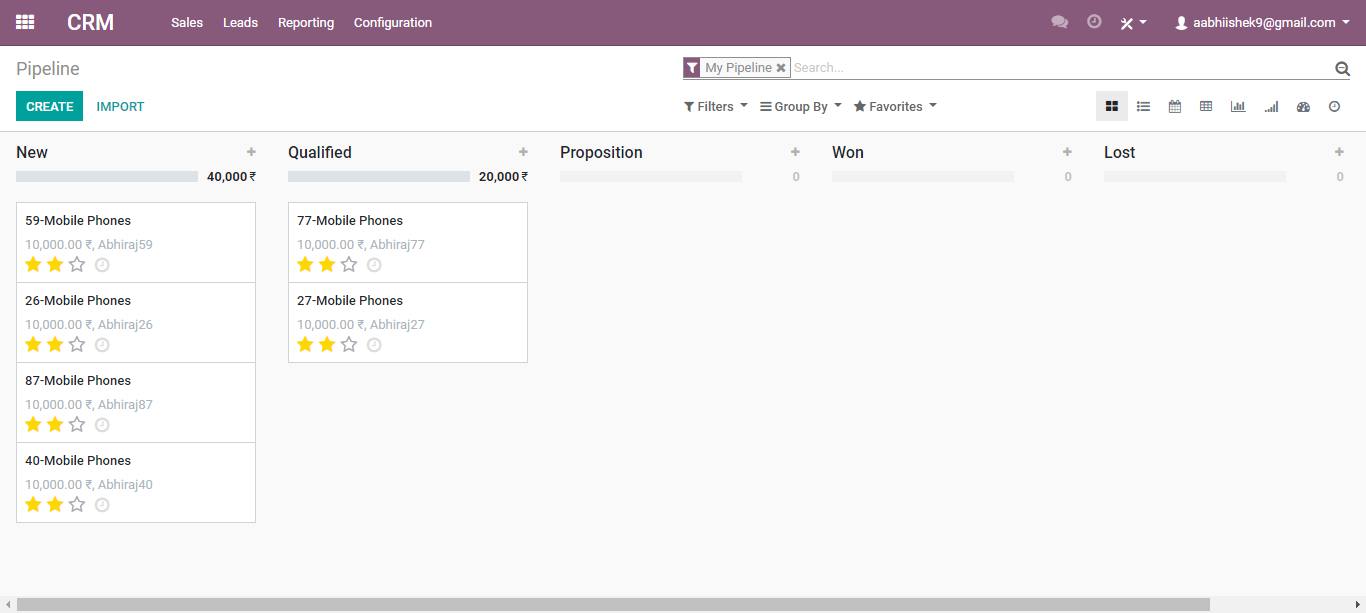 CRM Sales Leads Reporting Configuration aabhiishek9@gmail.com
Pipeline My Pipeline Search...
CREATE IMPORT Filters Group By Favorites
New + Qualified + Proposition + Won + Lost +
40,000 ₹ 20,000 ₹ 0 0 0
59-Mobile Phones
10,000.00 ₹, Abhiraj59
26-Mobile Phones
10,000.00 ₹, Abhiraj26
87-Mobile Phones
10,000.00 ₹, Abhiraj87
40-Mobile Phones
10,000.00 ₹, Abhiraj40
77-Mobile Phones
10,000.00 ₹, Abhiraj77
27-Mobile Phones
10,000.00 ₹, Abhiraj27